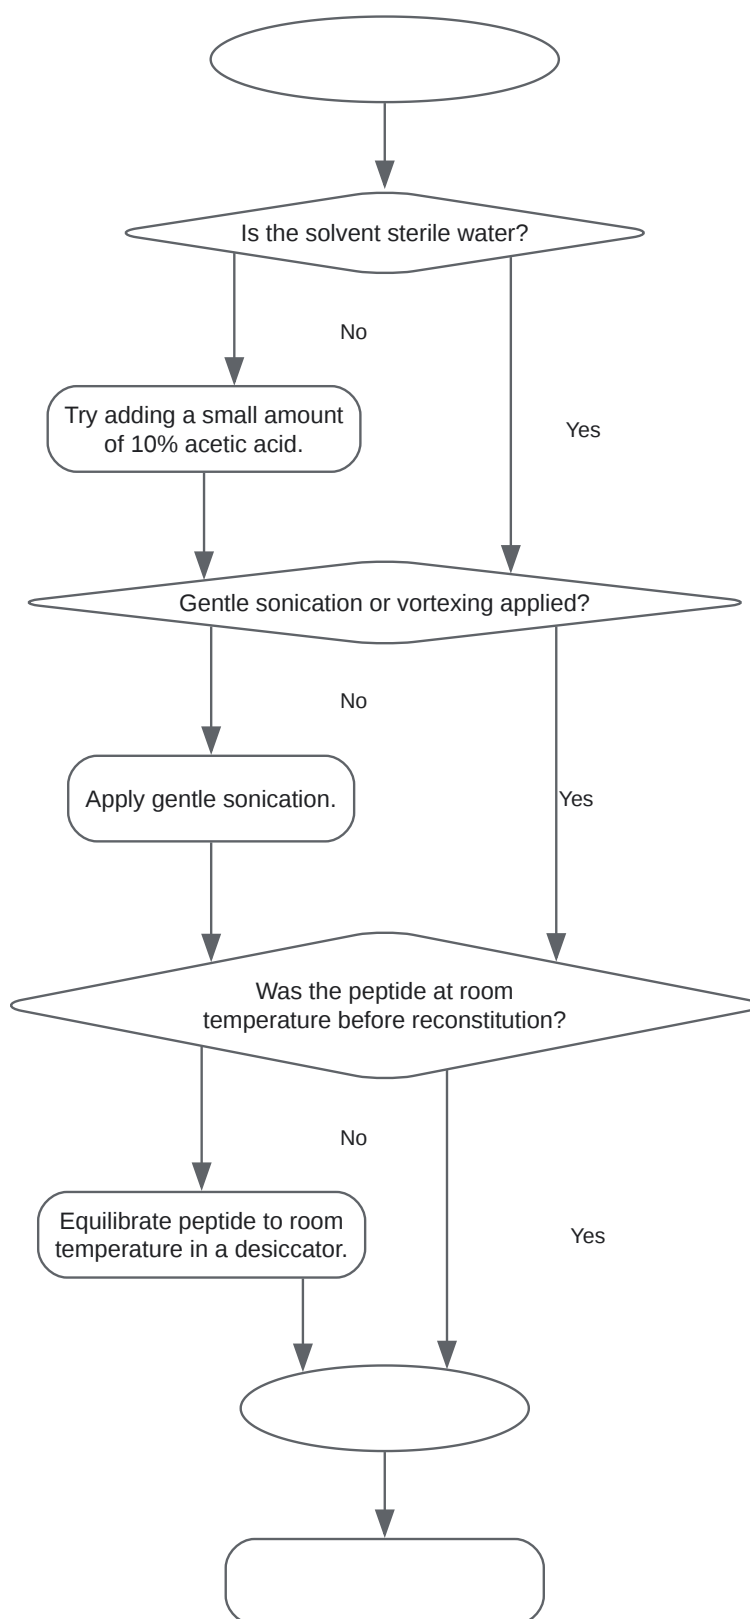 Is the solvent sterile water?
No
Try adding a small amount
of 10% acetic acid.
Yes
Gentle sonication or vortexing applied?
No
Apply gentle sonication.
Yes
Was the peptide at room
temperature before reconstitution?
No
Equilibrate peptide to room
temperature in a desiccator.
Yes